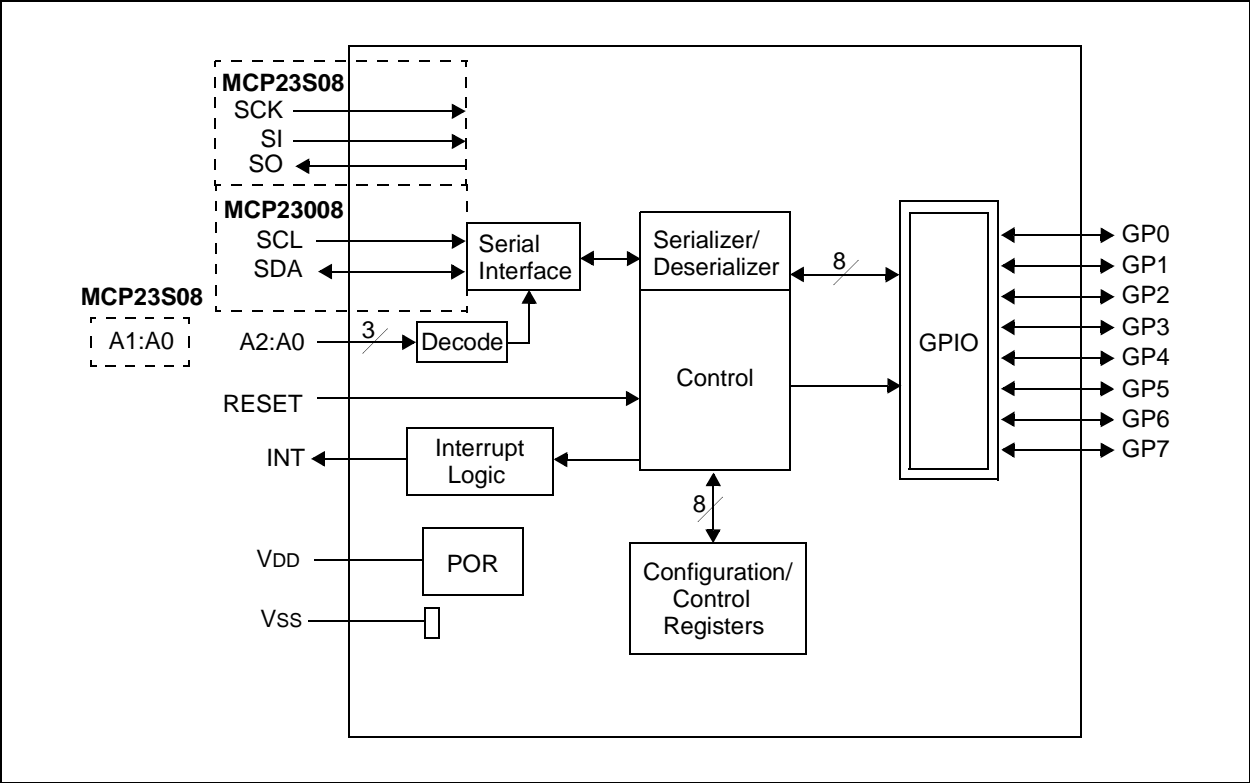 MCP23S08
SCK
SI
SO
MCP23008
SCL
SDA
MCP23S08
A1:A0
A2:A0
3
Decode
Serial
Interface
Serializer/
Deserializer
8
Control
GPIO
GP0
GP1
GP2
GP3
GP4
GP5
GP6
GP7
RESET
INT
Interrupt
Logic
8
VDD
POR
VSS
Configuration/
Control
Registers